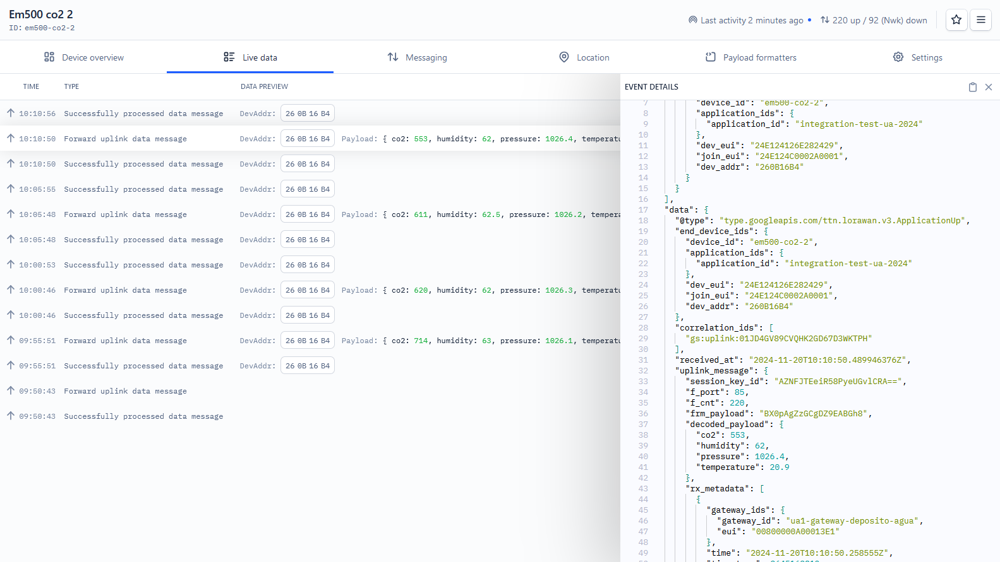 Em500 co2 2
ID: em500-co2-2
Last activity 2 minutes ago
220 up / 92 (Nwk) down
Device overview
Live data
Messaging
Location
Payload formatters
Settings
TIME TYPE DATA PREVIEW
10:10:56 Successfully processed data message DevAddr: 26 0B 16 B4
10:10:50 Forward uplink data message DevAddr: 26 0B 16 B4 Payload: { co2: 553, humidity: 62, pressure: 1026.4, temperatu
10:10:50 Successfully processed data message DevAddr: 26 0B 16 B4
10:05:55 Successfully processed data message DevAddr: 26 0B 16 B4
10:05:48 Forward uplink data message DevAddr: 26 0B 16 B4 Payload: { co2: 611, humidity: 62.5, pressure: 1026.2, tempera
10:05:48 Successfully processed data message DevAddr: 26 0B 16 B4
10:00:53 Successfully processed data message DevAddr: 26 0B 16 B4
10:00:46 Forward uplink data message DevAddr: 26 0B 16 B4 Payload: { co2: 620, humidity: 62, pressure: 1026.3, temperatu
10:00:46 Successfully processed data message DevAddr: 26 0B 16 B4
09:55:51 Forward uplink data message DevAddr: 26 0B 16 B4 Payload: { co2: 714, humidity: 63, pressure: 1026.1, temperatu
09:55:51 Successfully processed data message DevAddr: 26 0B 16 B4
09:50:43 Forward uplink data message
09:50:43 Successfully processed data message
EVENT DETAILS
7 "device_id": "em500-co2-2",
8 "application_ids": {
9 "application_id": "integration-test-ua-2024"
10 },
11 "dev_eui": "24E124126E282429",
12 "join_eui": "24E124C0002A0001",
13 "dev_addr": "260B16B4"
14 }
15 }
16 ],
17 "data": {
18 "@type": "type.googleapis.com/ttn.lorawan.v3.ApplicationUp",
19 "end_device_ids": {
20 "device_id": "em500-co2-2",
21 "application_ids": {
22 "application_id": "integration-test-ua-2024"
23 },
24 "dev_eui": "24E124126E282429",
25 "join_eui": "24E124C0002A0001",
26 "dev_addr": "260B16B4"
27 },
28 "correlation_ids": [
29 "gs:uplink:01JD4GV89CVQHK2GD67D3WKTPH"
30 ],
31 "received_at": "2024-11-20T10:10:50.489946376Z",
32 "uplink_message": {
33 "session_key_id": "AZNFJTEeiR58PyeUGvlCRA==",
34 "f_port": 85,
35 "f_cnt": 220,
36 "frm_payload": "BX0pAgZzGCgDZ9EABGh8",
37 "decoded_payload": {
38 "co2": 553,
39 "humidity": 62,
40 "pressure": 1026.4,
41 "temperature": 20.9
42 },
43 "rx_metadata": [
44 {
45 "gateway_ids": {
46 "gateway_id": "ua1-gateway-deposito-agua",
47 "eui": "00800000A00013E1"
48 },
49 "time": "2024-11-20T10:10:50.258555Z",